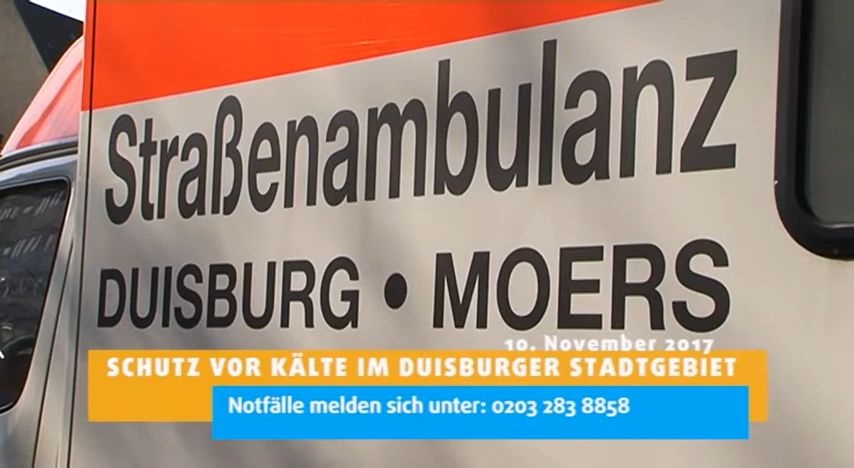 Straßenambulanz
DUISBURG • MOERS
10. November 2017
SCHUTZ VOR KÄLTE IM DUISBURGER STADTGEBIET
Notfälle melden sich unter: 0203 283 8858